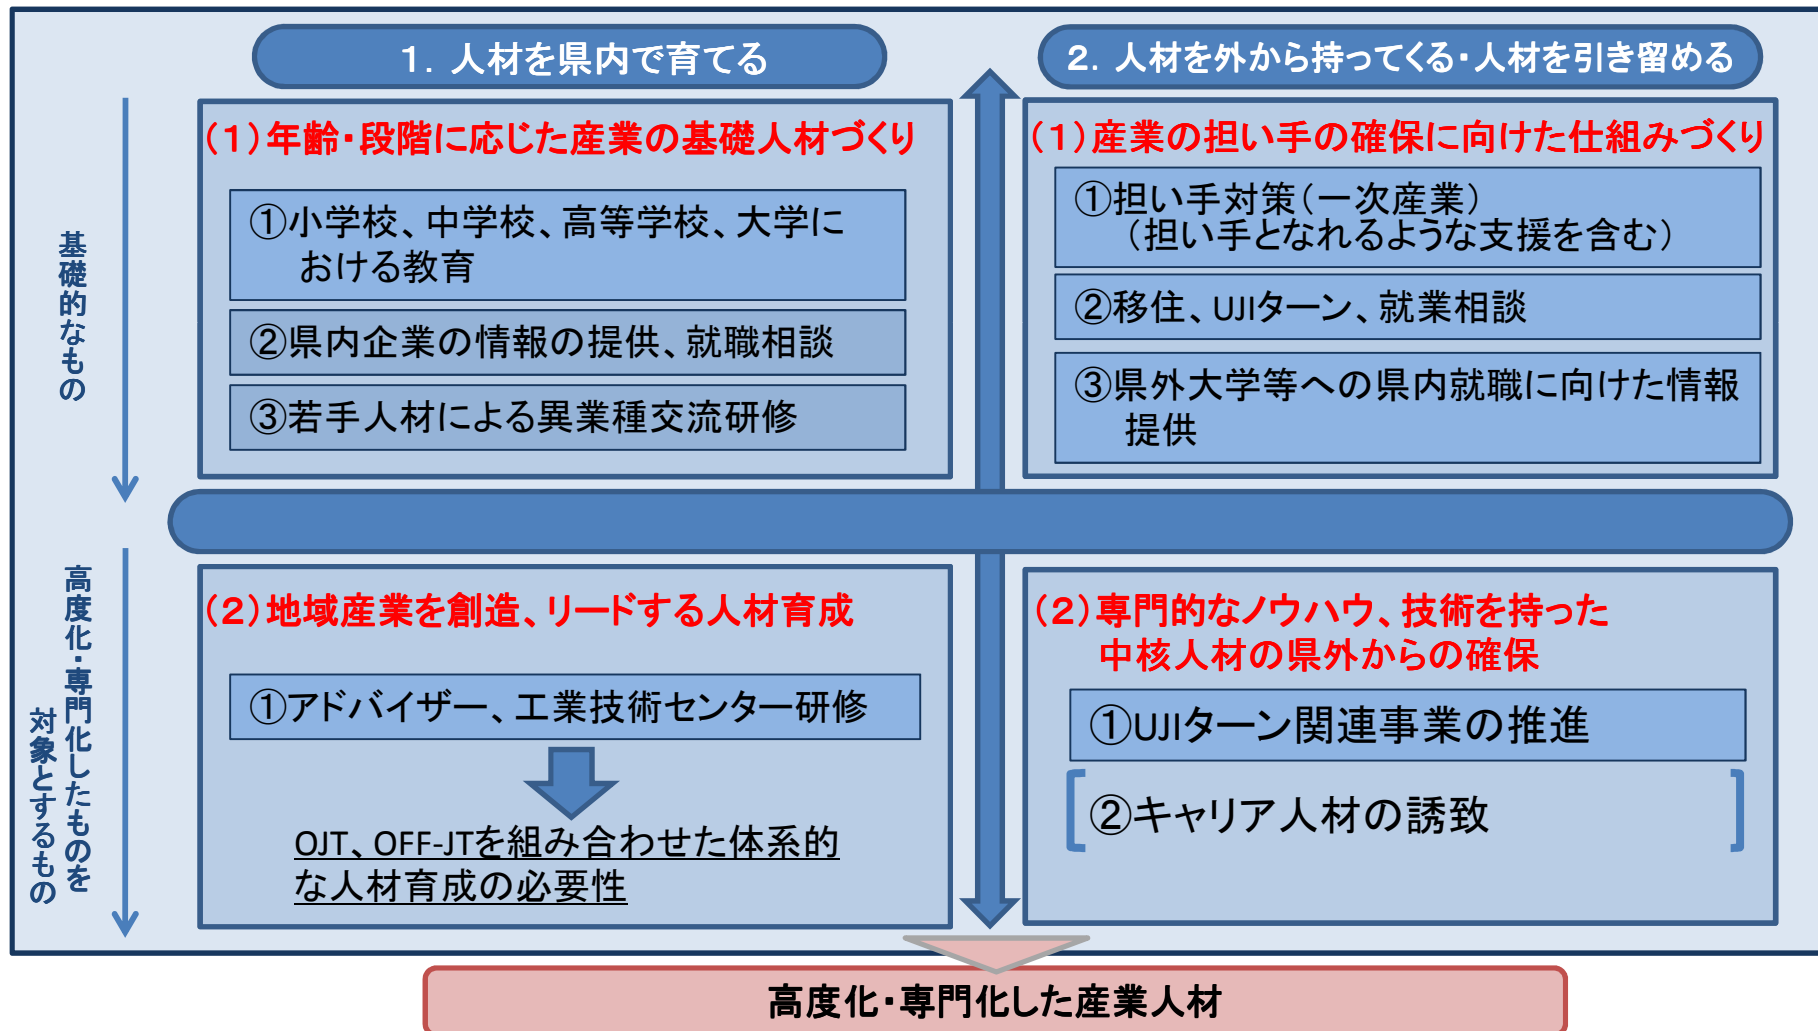 1．人材を県内で育てる
2．人材を外から持ってくる・人材を引き留める
基礎的なもの
(1)年齢・段階に応じた産業の基礎人材づくり
①小学校、中学校、高等学校、大学に
おける教育
②県内企業の情報の提供、就職相談
③若手人材による異業種交流研修
(1)産業の担い手の確保に向けた仕組みづくり
①担い手対策（一次産業）
（担い手となれるような支援を含む）
②移住、UJIターン、就業相談
③県外大学等への県内就職に向けた情報
提供
高度化・専門化したものを
対象とするもの
(2)地域産業を創造、リードする人材育成
①アドバイザー、工業技術センター研修
OJT、OFF-JTを組み合わせた体系的
な人材育成の必要性
(2)専門的なノウハウ、技術を持った
中核人材の県外からの確保
①UJIターン関連事業の推進
②キャリア人材の誘致
高度化・専門化した産業人材